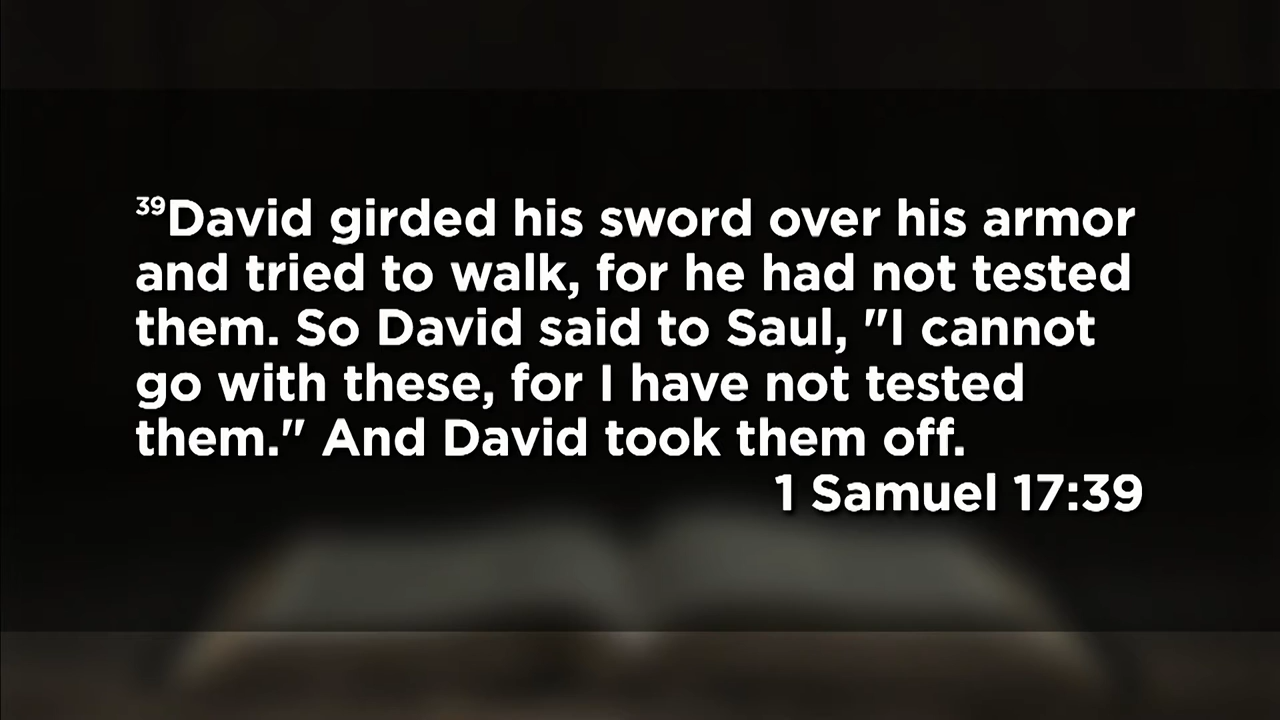 39David girded his sword over his armor
and tried to walk, for he had not tested
them. So David said to Saul, "I cannot
go with these, for I have not tested
them." And David took them off.
1 Samuel 17:39